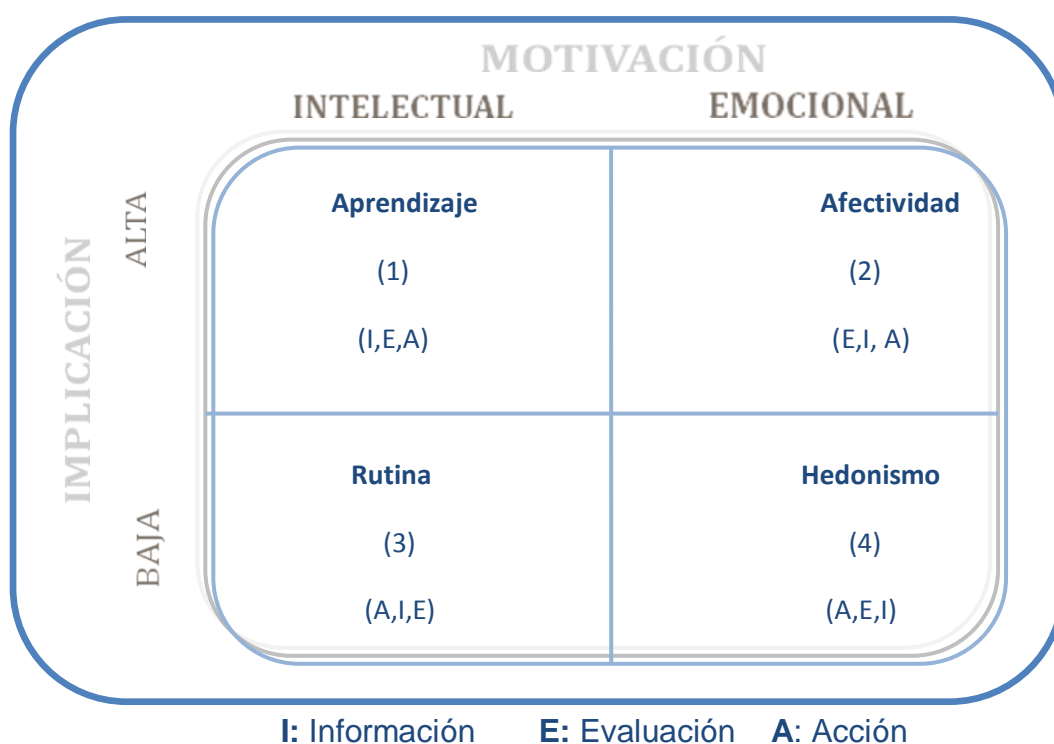 MOTIVACIÓN
INTELECTUAL EMOCIONAL
IMPLICACIÓN
ALTA
Aprendizaje Afectividad
(1) (2)
(I,E,A) (E,I, A)
BAJA
Rutina Hedonismo
(3) (4)
(A,I,E) (A,E,I)
I: Información E: Evaluación A: Acción